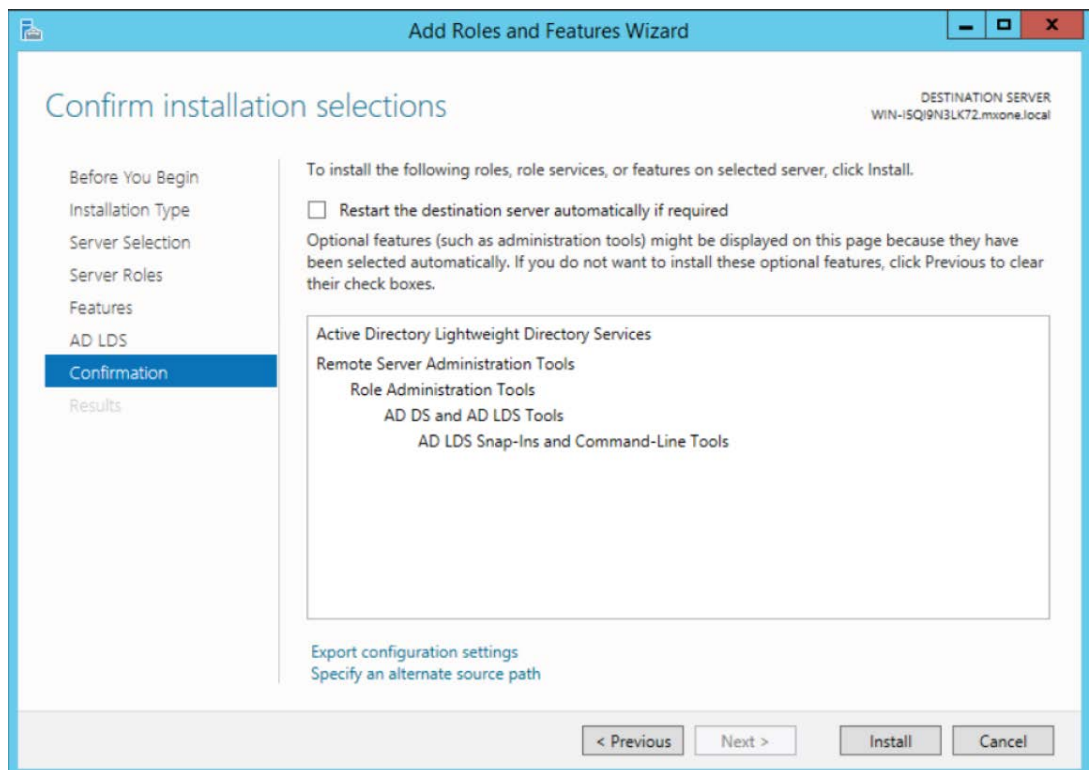 Add Roles and Features Wizard
Confirm installation selections
DESTINATION SERVER
WIN-I5QI9N3LK72.mxone.local
Before You Begin
Installation Type
Server Selection
Server Roles
Features
AD LDS
Confirmation
Results
To install the following roles, role services, or features on selected server, click Install.
Restart the destination server automatically if required
Optional features (such as administration tools) might be displayed on this page because they have
been selected automatically. If you do not want to install these optional features, click Previous to clear
their check boxes.
Active Directory Lightweight Directory Services
Remote Server Administration Tools
Role Administration Tools
AD DS and AD LDS Tools
AD LDS Snap-Ins and Command-Line Tools
Export configuration settings
Specify an alternate source path
< Previous
Next >
Install
Cancel